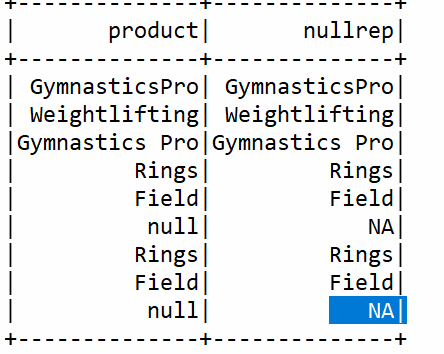 +--------------+--------------+
|       product|       nullrep|
+--------------+--------------+
| GymnasticsPro| GymnasticsPro|
| Weightlifting| Weightlifting|
|Gymnastics Pro|Gymnastics Pro|
|         Rings|         Rings|
|         Field|         Field|
|          null|            NA|
|         Rings|         Rings|
|         Field|         Field|
|          null|            NA|
+--------------+--------------+